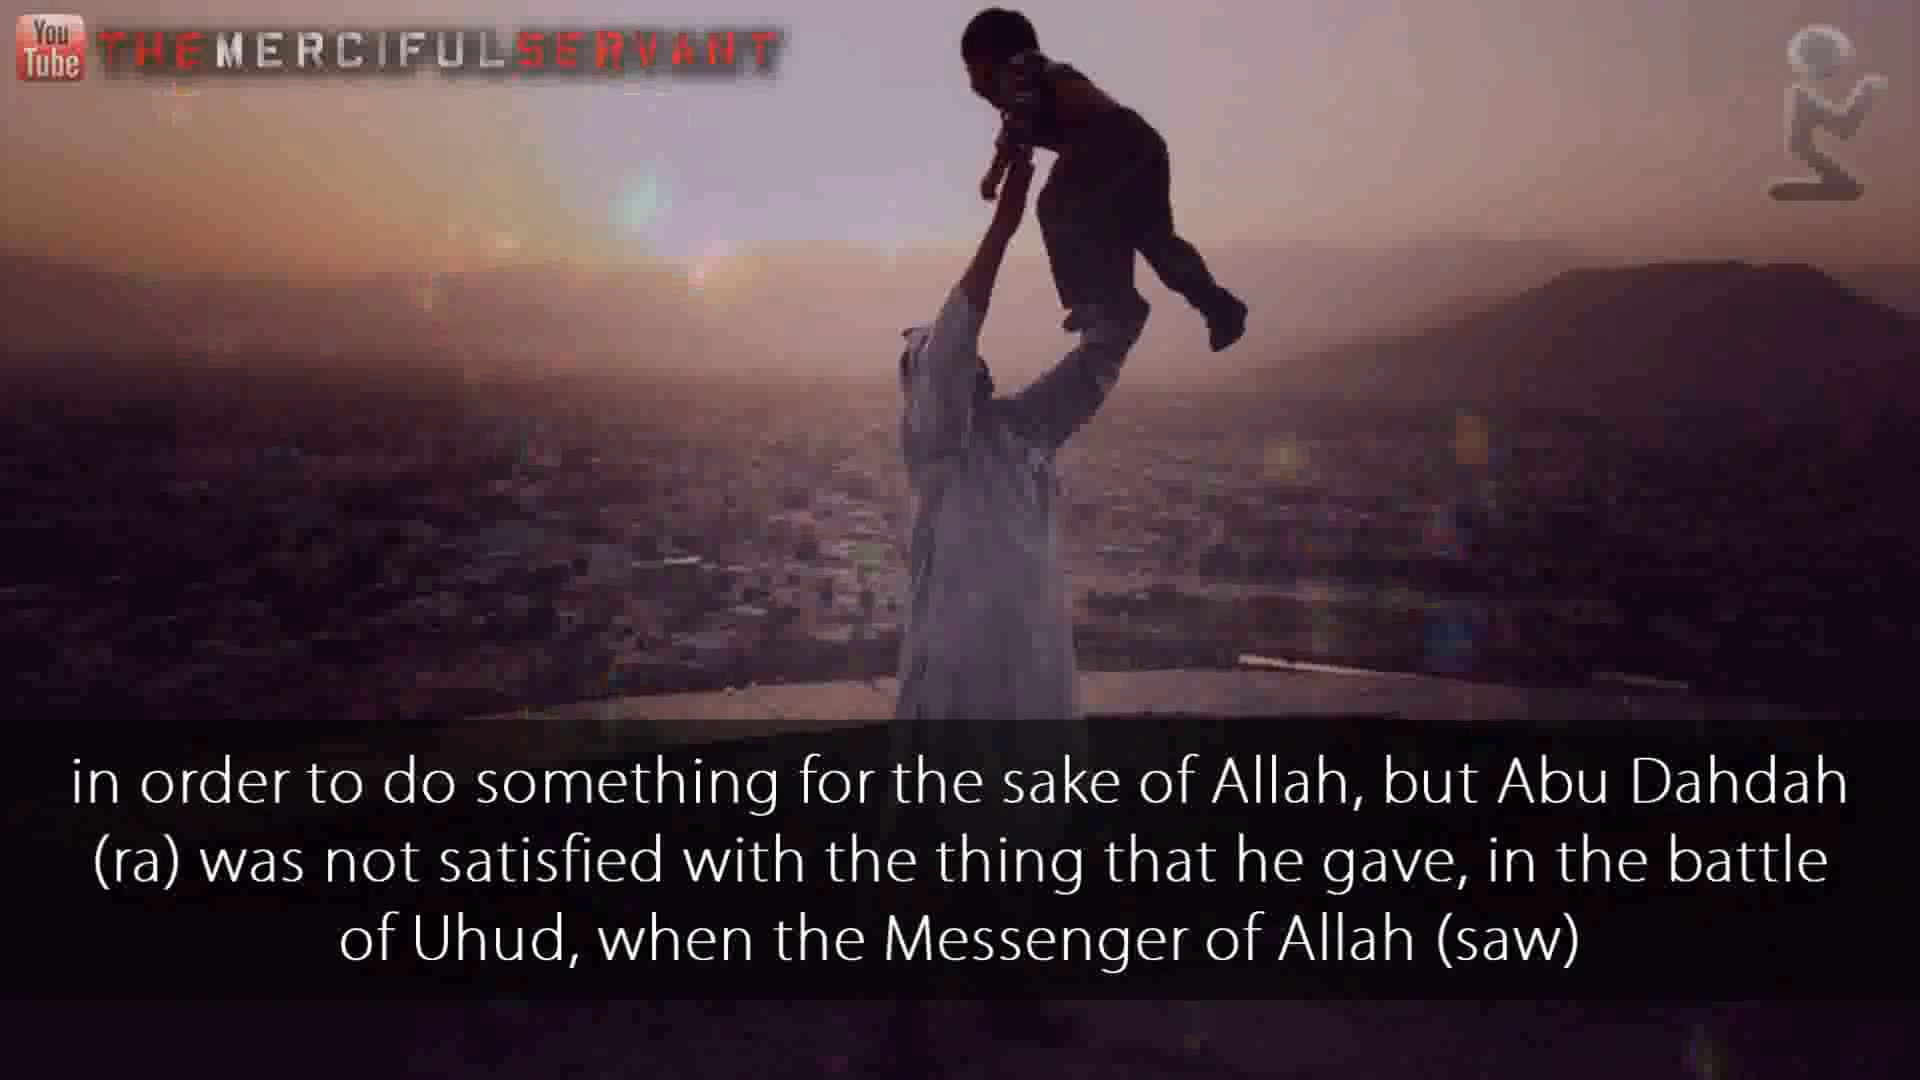 You
Tube
THEMERCIFULSERVANT
in order to do something for the sake of Allah, but Abu Dahdah
(ra) was not satisfied with the thing that he gave, in the battle
of Uhud, when the Messenger of Allah (saw)